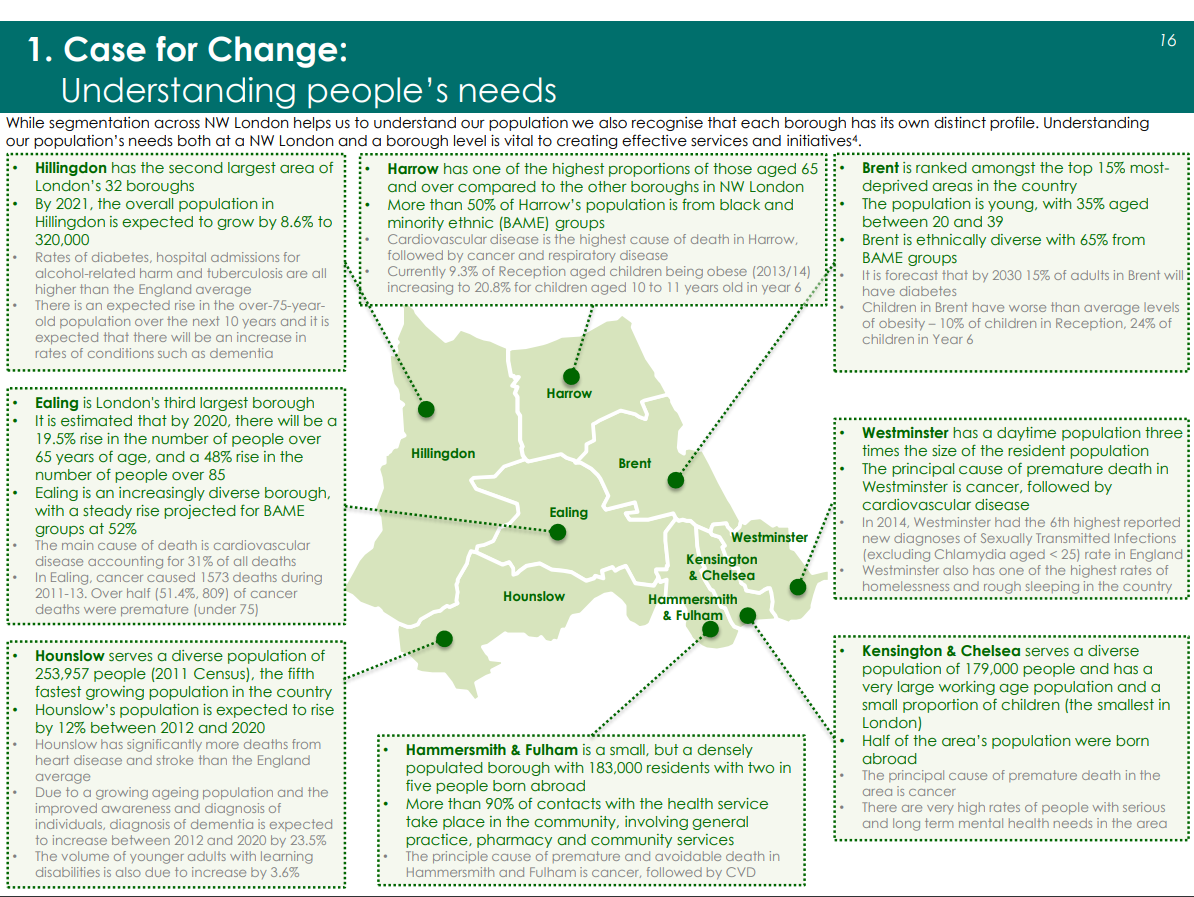 16
1. Case for Change:
Understanding people's needs
While segmentation across NW London helps us to understand our population we also recognise that each borough has its own distinct profile. Understanding
our population's needs both at a NW London and a borough level is vital to creating effective services and initiatives⁴.
• Hillingdon has the second largest area of
London's 32 boroughs
• By 2021, the overall population in
Hillingdon is expected to grow by 8.6% to
320,000
• Rates of diabetes, hospital admissions for
alcohol-related harm and tuberculosis are all
higher than the England average
• There is an expected rise in the over-75-year-
old population over the next 10 years and it is
expected that there will be an increase in
rates of conditions such as dementia
• Harrow has one of the highest proportions of those aged 65
and over compared to the other boroughs in NW London
• More than 50% of Harrow's population is from black and
minority ethnic (BAME) groups
• Cardiovascular disease is the highest cause of death in Harrow,
followed by cancer and respiratory disease
• Currently 9.3% of Reception aged children being obese (2013/14)
increasing to 20.8% for children aged 10 to 11 years old in year 6
• Brent is ranked amongst the top 15% most-
deprived areas in the country
• The population is young, with 35% aged
between 20 and 39
• Brent is ethnically diverse with 65% from
BAME groups
• It is forecast that by 2030 15% of adults in Brent will
have diabetes
• Children in Brent have worse than average levels
of obesity – 10% of children in Reception, 24% of
children in Year 6
• Ealing is London's third largest borough
• It is estimated that by 2020, there will be a
19.5% rise in the number of people over
65 years of age, and a 48% rise in the
number of people over 85
• Ealing is an increasingly diverse borough,
with a steady rise projected for BAME
groups at 52%
• The main cause of death is cardiovascular
disease accounting for 31% of all deaths
• In Ealing, cancer caused 1573 deaths during
2011-13. Over half (51.4%, 809) of cancer
deaths were premature (under 75)
Harrow
Hillingdon
Brent
Ealing
Westminster
Kensington
& Chelsea
Hounslow
Hammersmith
& Fulham
• Westminster has a daytime population three
times the size of the resident population
• The principal cause of premature death in
Westminster is cancer, followed by
cardiovascular disease
• In 2014, Westminster had the 6th highest reported
new diagnoses of Sexually Transmitted Infections
(excluding Chlamydia aged < 25) rate in England
• Westminster also has one of the highest rates of
homelessness and rough sleeping in the country
• Hounslow serves a diverse population of
253,957 people (2011 Census), the fifth
fastest growing population in the country
• Hounslow's population is expected to rise
by 12% between 2012 and 2020
• Hounslow has significantly more deaths from
heart disease and stroke than the England
average
• Due to a growing ageing population and the
improved awareness and diagnosis of
individuals, diagnosis of dementia is expected
to increase between 2012 and 2020 by 23.5%
• The volume of younger adults with learning
disabilities is also due to increase by 3.6%
• Hammersmith & Fulham is a small, but a densely
populated borough with 183,000 residents with two in
five people born abroad
• More than 90% of contacts with the health service
take place in the community, involving general
practice, pharmacy and community services
• The principle cause of premature and avoidable death in
Hammersmith and Fulham is cancer, followed by CVD
• Kensington & Chelsea serves a diverse
population of 179,000 people and has a
very large working age population and a
small proportion of children (the smallest in
London)
• Half of the area's population were born
abroad
• The principal cause of premature death in the
area is cancer
• There are very high rates of people with serious
and long term mental health needs in the area